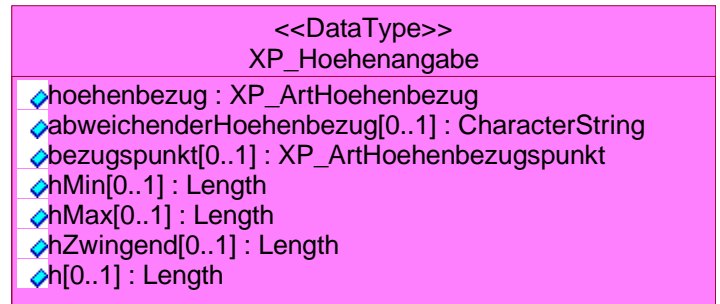 <<DataType>>
XP_Hoehenangabe
hoehenbezug : XP_ArtHoehenbezug
abweichenderHoehenbezug[0..1] : CharacterString
bezugspunkt[0..1] : XP_ArtHoehenbezugspunkt
hMin[0..1] : Length
hMax[0..1] : Length
hZwingend[0..1] : Length
h[0..1] : Length